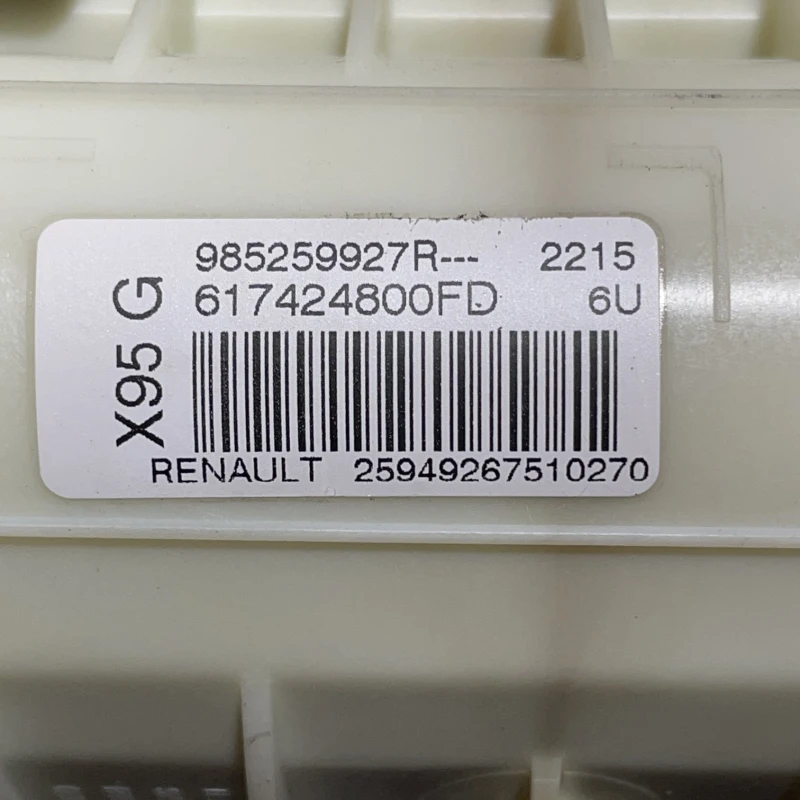 985259927R--- 2215
617424800FD 6U
X95 G
RENAULT 25949267510270